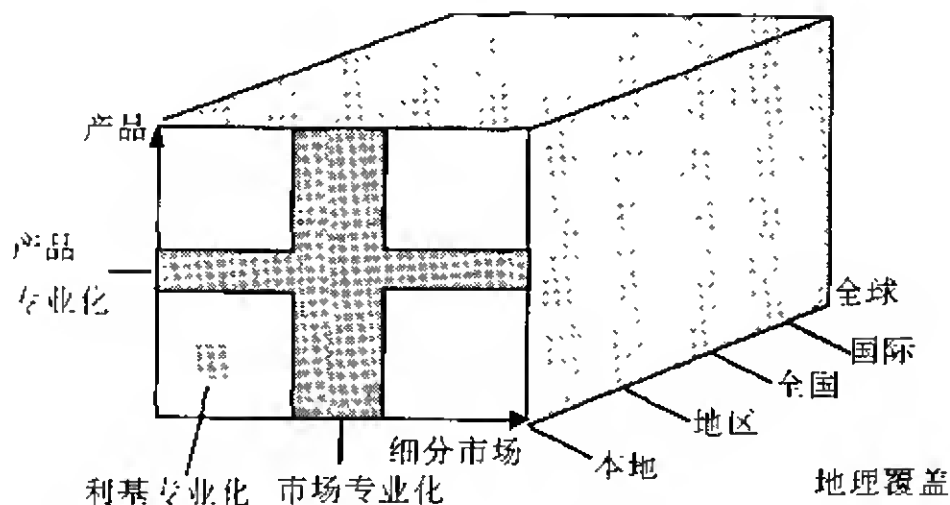 产品
产品
专业化
全球
国际
全国
地区
细分市场
本地
利基专业化
市场专业化
地理覆盖